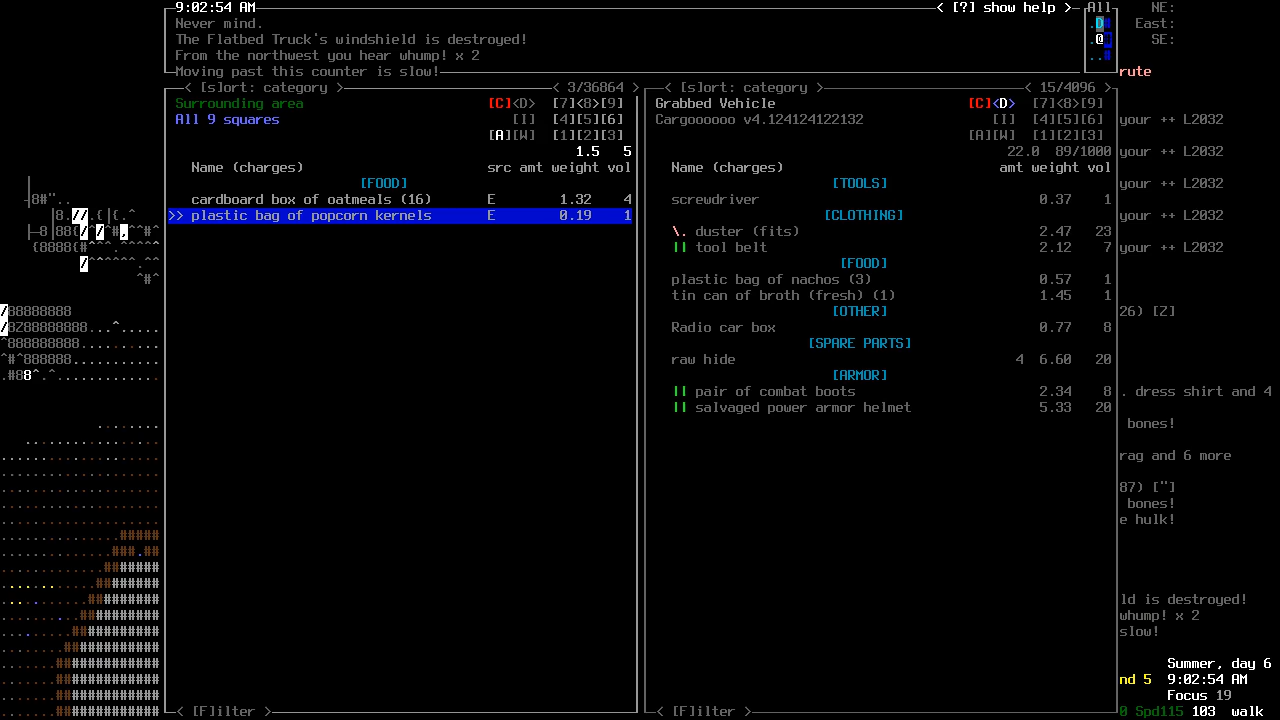 9:02:54 AM < [?] show help > All NE:
Never mind. East:
The Flatbed Truck's windshield is destroyed! SE:
From the northwest you hear whump! x 2
Moving past this counter is slow! rute
< [s]ort: category > < 3/36864 > < [s]ort: category > < 15/4096 >
Surrounding area [C]<D> [7]<8>[9] Grabbed Vehicle [C]<D> [7]<8>[9]
All 9 squares [I] [4][5][6] Cargoooooo v4.124124122132 [I] [4][5][6] your ++ L2032
[A][W] [1][2][3] [A][W] [1][2][3]
1.5 5 22.0 89/1000 your ++ L2032
Name (charges) src amt weight vol Name (charges) amt weight vol
[FOOD] [TOOLS] your ++ L2032
cardboard box of oatmeals (16) E 1.32 4 screwdriver 0.37 1
>> plastic bag of popcorn kernels E 0.19 1 [CLOTHING] your ++ L2032
\. duster (fits) 2.47 23
|| tool belt 2.12 7 your ++ L2032
[FOOD]
plastic bag of nachos (3) 0.57 1
tin can of broth (fresh) (1) 1.45 1
[OTHER] 26) [Z]
Radio car box 0.77 8
[SPARE PARTS]
raw hide 4 6.60 20
[ARMOR]
|| pair of combat boots 2.34 8 . dress shirt and 4
|| salvaged power armor helmet 5.33 20
bones!
rag and 6 more
87) ["]
bones!
e hulk!
ld is destroyed!
whump! x 2
slow!
Summer, day 6
nd 5 9:02:54 AM
Focus 19
< [F]ilter > < [F]ilter > 0 Spd115 103 walk